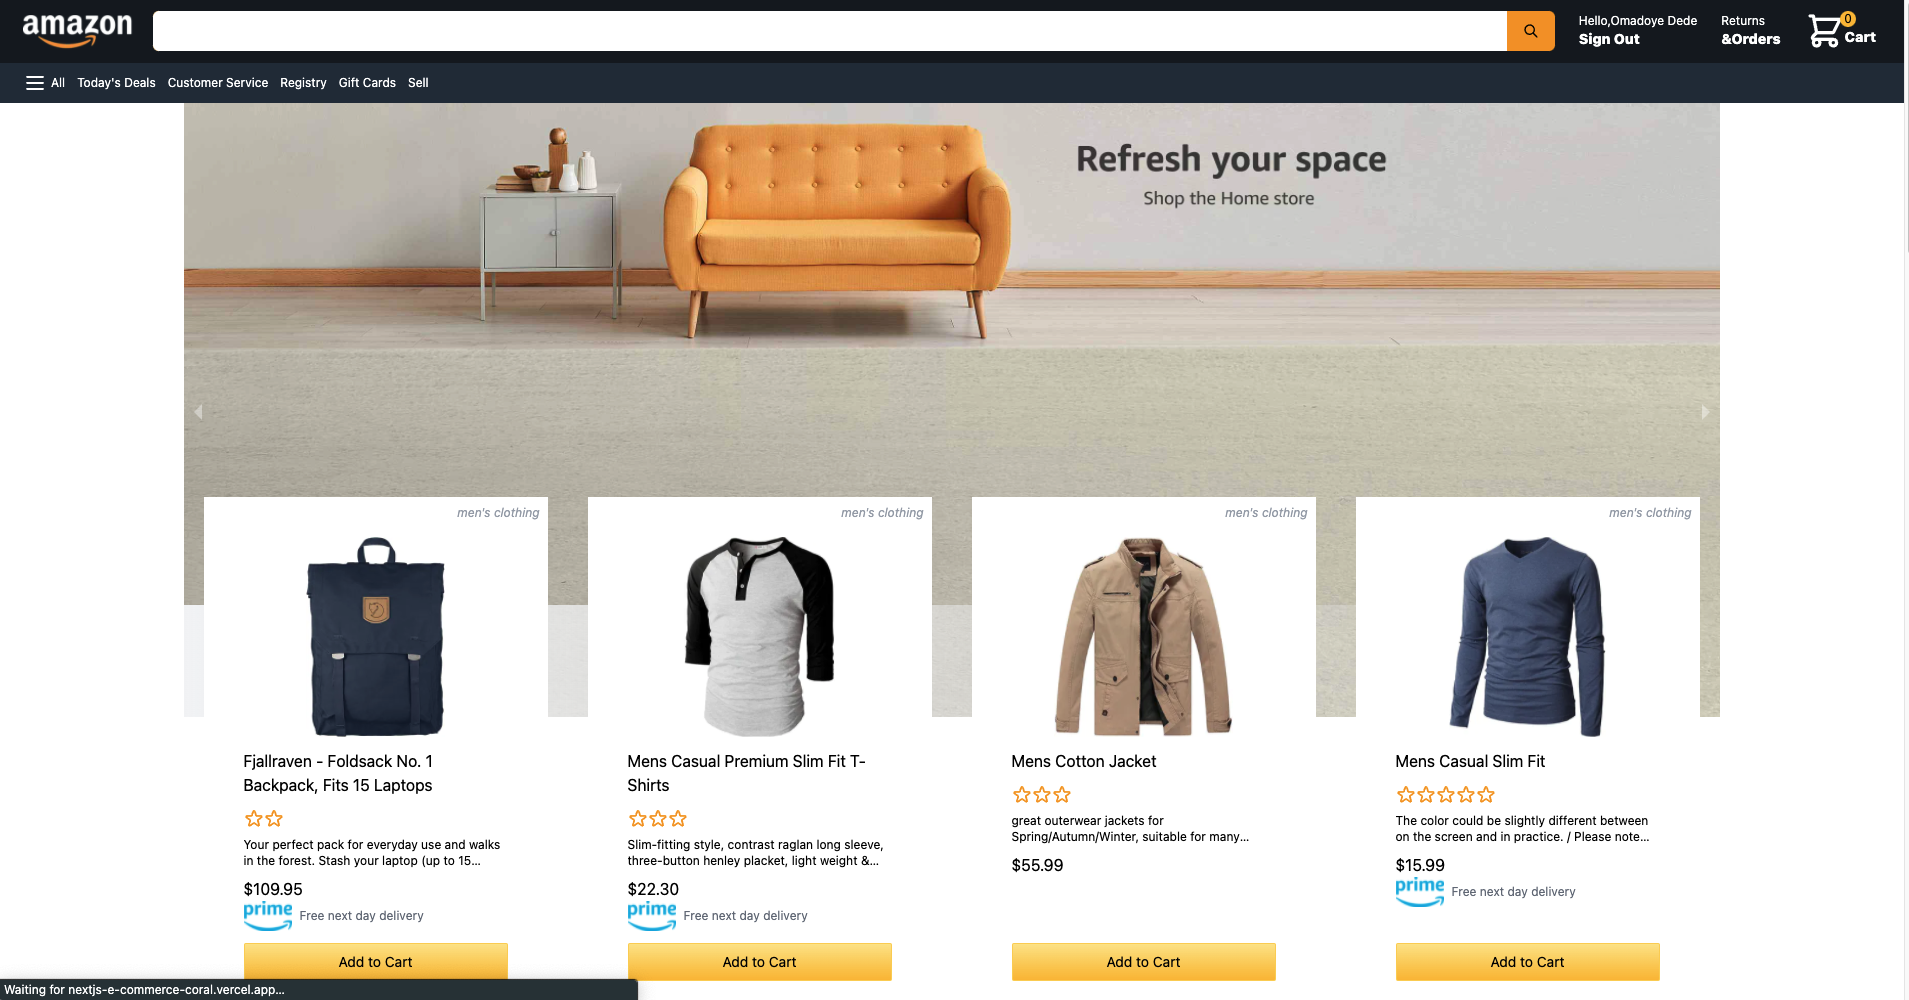 amazon
Hello,Omadoye Dede
Sign Out
Returns
&Orders
0
Cart
All
Today's Deals
Customer Service
Registry
Gift Cards
Sell
Refresh your space
Shop the Home store
men's clothing
men's clothing
men's clothing
men's clothing
Fjallraven - Foldsack No. 1
Backpack, Fits 15 Laptops
Your perfect pack for everyday use and walks
in the forest. Stash your laptop (up to 15...
$109.95
prime
Free next day delivery
Add to Cart
Mens Casual Premium Slim Fit T-
Shirts
Slim-fitting style, contrast raglan long sleeve,
three-button henley placket, light weight &...
$22.30
prime
Free next day delivery
Add to Cart
Mens Cotton Jacket
great outerwear jackets for
Spring/Autumn/Winter, suitable for many...
$55.99
Add to Cart
Mens Casual Slim Fit
The color could be slightly different between
on the screen and in practice. / Please note...
$15.99
prime
Free next day delivery
Add to Cart
Waiting for nextjs-e-commerce-coral.vercel.app...